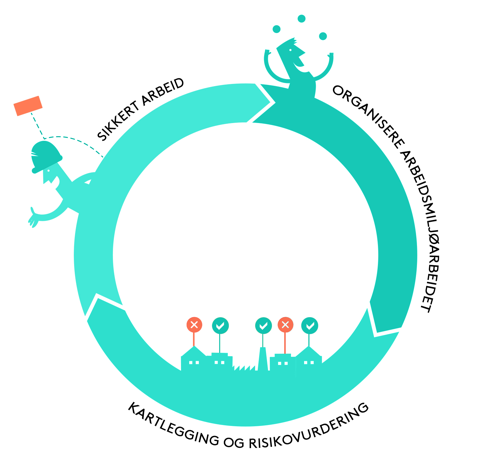 SIKKERT ARBEID
ORGANISERE ARBEIDSMILJØARBEIDET
KARTLEGGING OG RISIKOVURDERING